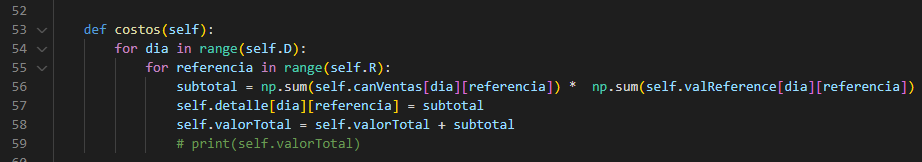 52
53 def costos(self):
54 for dia in range(self.D):
55 for referencia in range(self.R):
56 subtotal = np.sum(self.canVentas[dia][referencia]) *  np.sum(self.valReference[dia][referencia])
57 self.detalle[dia][referencia] = subtotal
58 self.valorTotal = self.valorTotal + subtotal
59 # print(self.valorTotal)